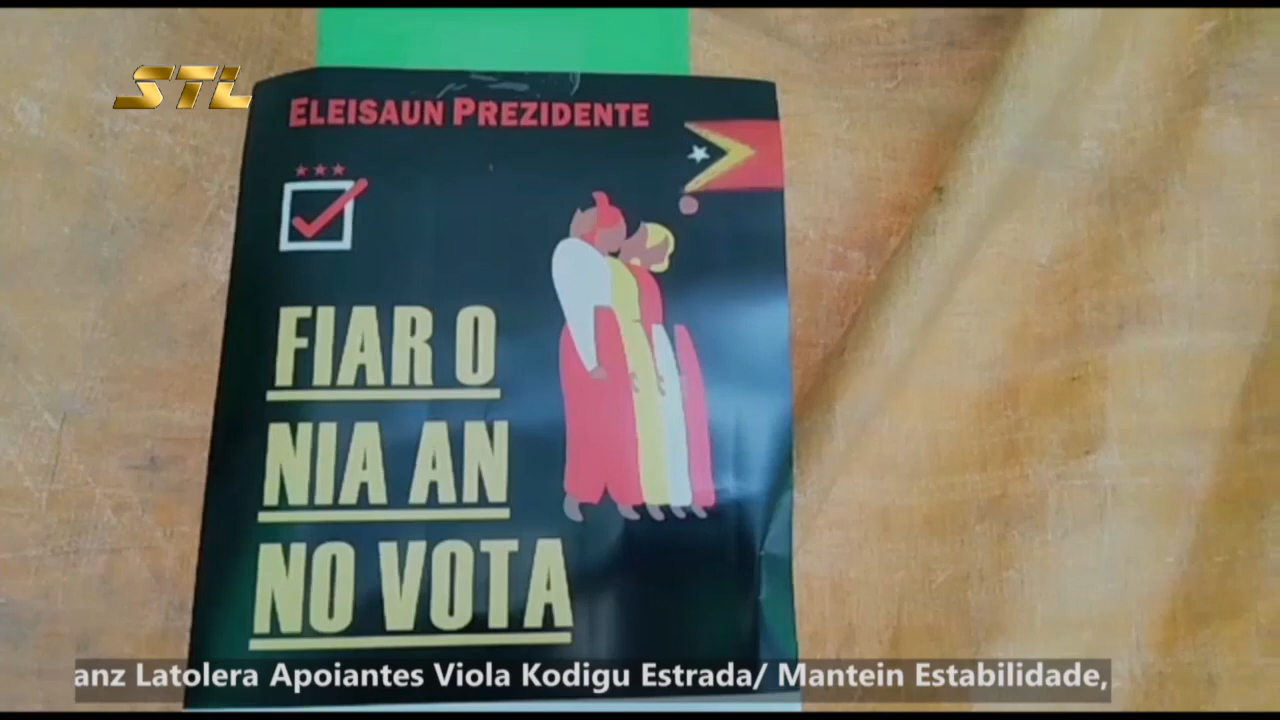 STL
ELEISAUN PREZIDENTE
FIAR O
NIA AN
NO VOTA
anz Latolera Apoiantes Viola Kodigu Estrada/ Mantein Estabilidade,